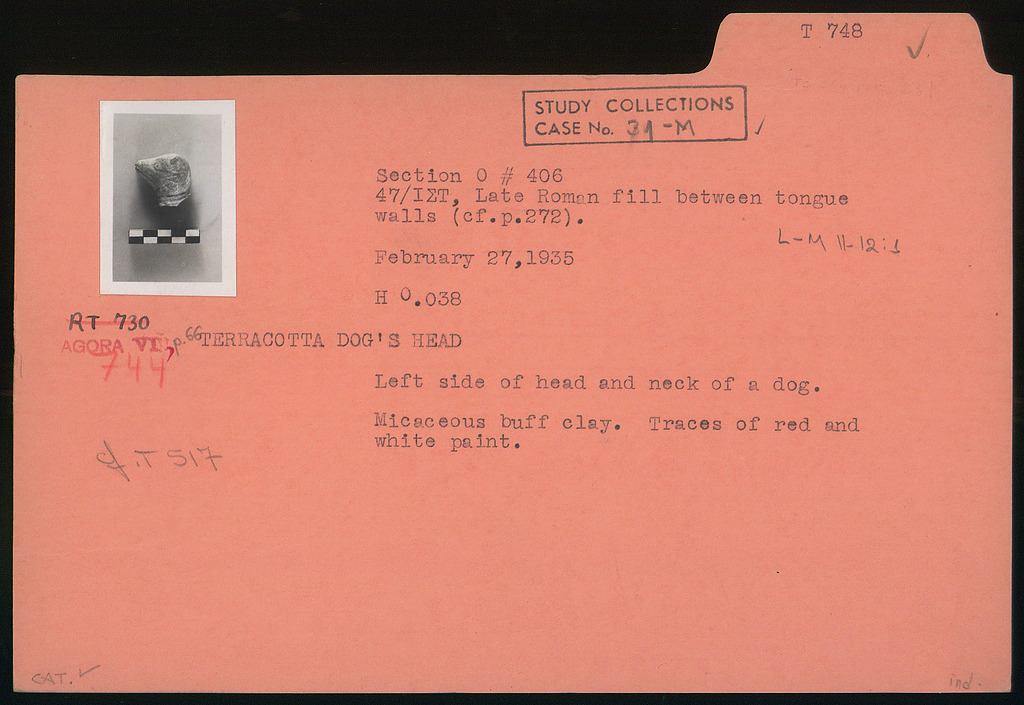 T 748 ✓
STUDY COLLECTIONS
CASE No. 31-M ✓
Section O # 406
47/ΙΣΤ, Late Roman fill between tongue
walls (cf.p.272).
L-M 11-12:1
February 27,1935
H 0.038
RT 730
AGORA VI, p.66
744
TERRACOTTA DOG'S HEAD
Left side of head and neck of a dog.
Micaceous buff clay. Traces of red and
white paint.
cf. T 517
CAT. ✓
ind.